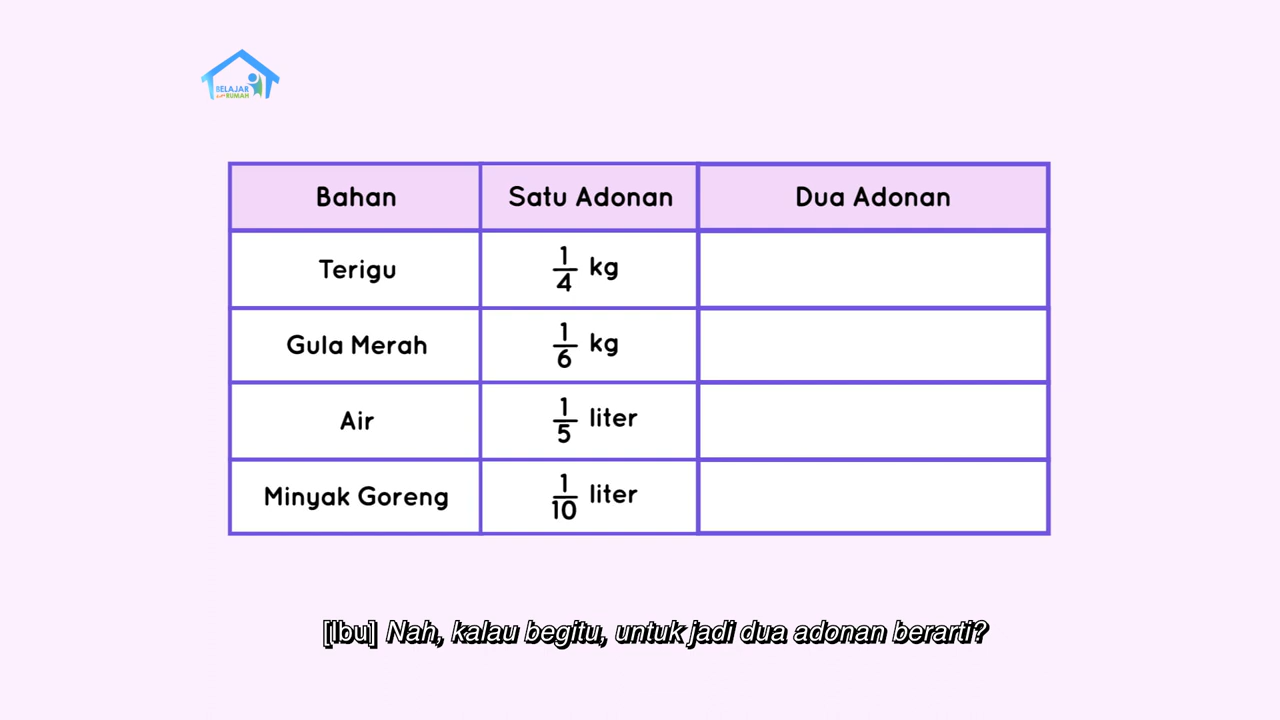 BELAJAR
dari RUMAH
Bahan Satu Adonan Dua Adonan
Terigu 1/4 kg
Gula Merah 1/6 kg
Air 1/5 liter
Minyak Goreng 1/10 liter
[Ibu] Nah, kalau begitu, untuk jadi dua adonan berarti?